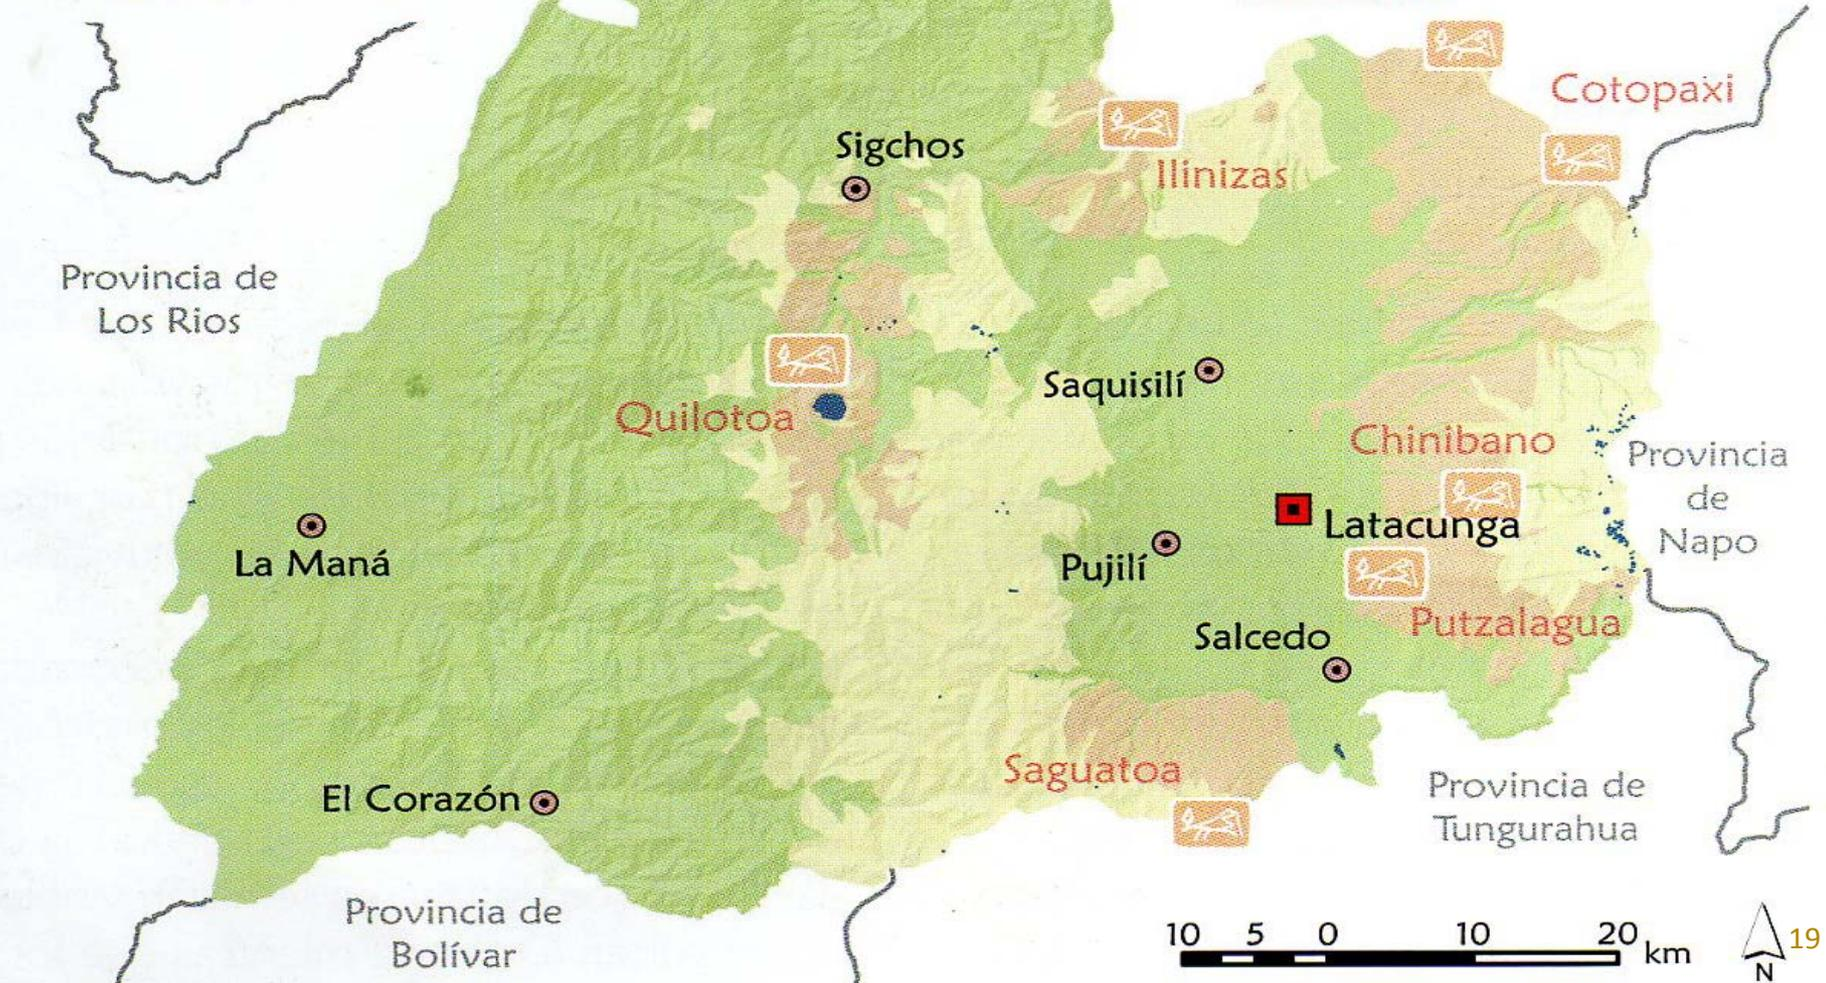 Cotopaxi
Sigchos
Ilinizas
Provincia de
Los Rios
Saquisilí
Quilotoa
Chinibano
Provincia
de
Napo
Latacunga
La Maná
Pujilí
Putzalagua
Salcedo
Saguatoa
El Corazón
Provincia de
Tungurahua
Provincia de
Bolívar
10 5 0 10 20 km
N
19